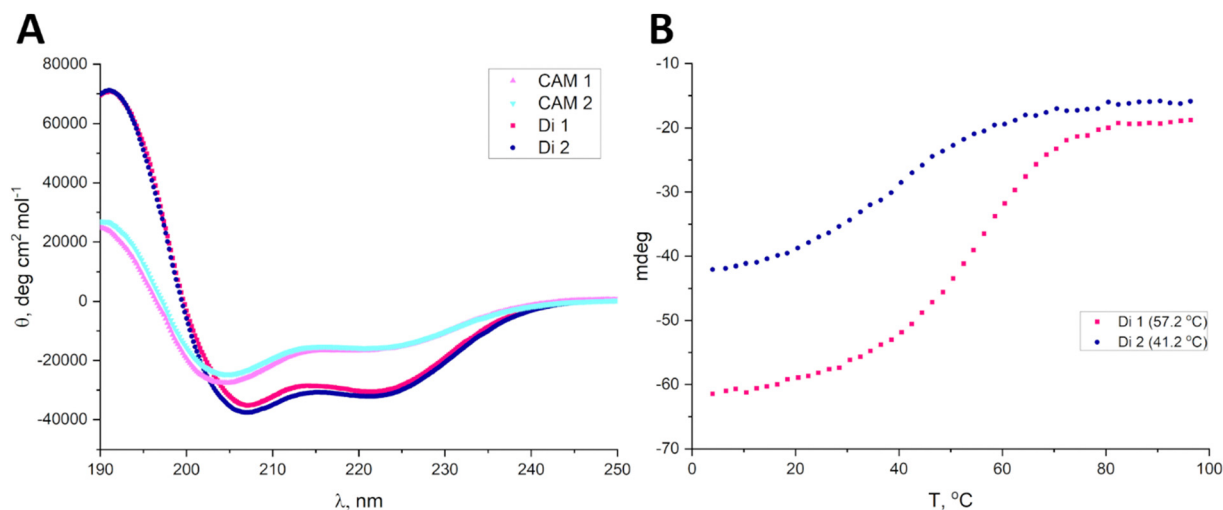 A
80000
60000
40000
20000
0
-20000
-40000
θ, deg cm² mol⁻¹
190
200
210
220
230
240
250
λ, nm
CAM 1
CAM 2
Di 1
Di 2
B
-10
-20
-30
-40
-50
-60
-70
mdeg
0
20
40
60
80
100
T, °C
Di 1 (57.2 °C)
Di 2 (41.2 °C)